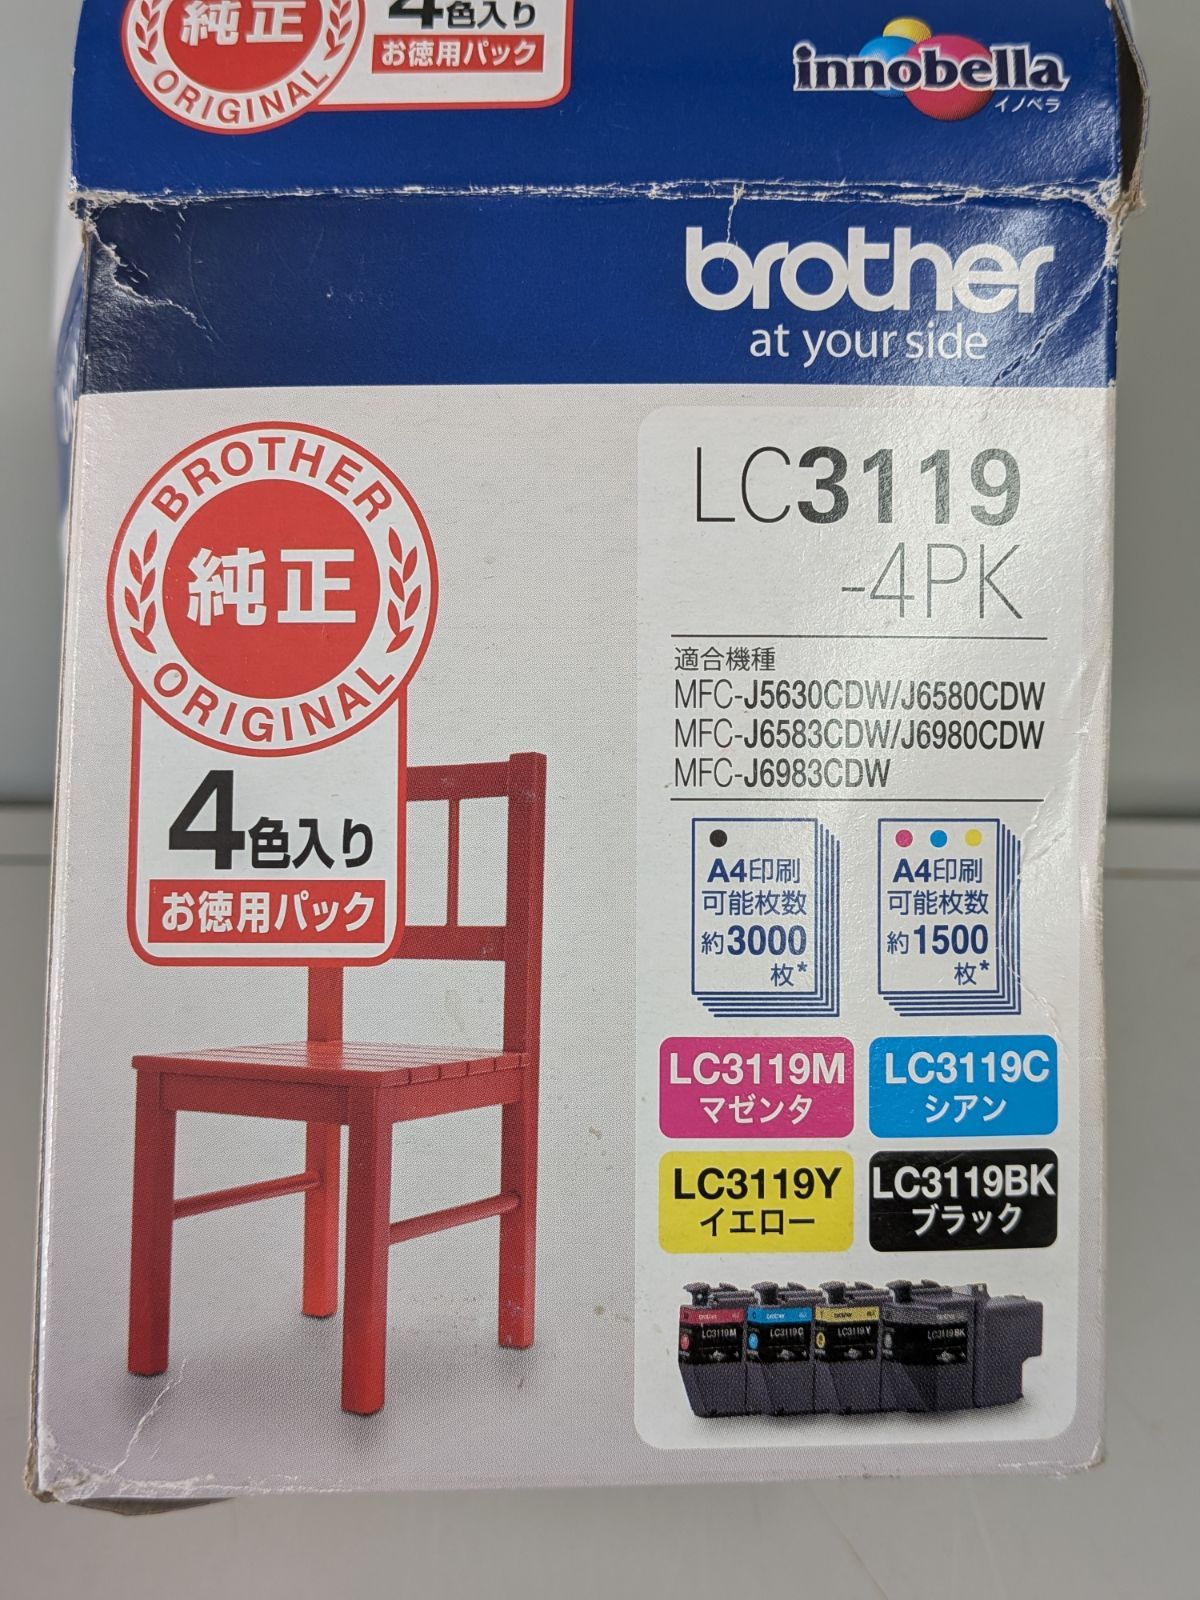 純正
ORIGINAL
4色入り
お徳用パック
innobella
イノベラ
brother
at your side
BROTHER
純正
ORIGINAL
4色入り
お徳用パック
LC3119
-4PK
適合機種
MFC-J5630CDW/J6580CDW
MFC-J6583CDW/J6980CDW
MFC-J6983CDW
A4印刷
可能枚数
約3000
枚*
A4印刷
可能枚数
約1500
枚*
LC3119M
マゼンタ
LC3119C
シアン
LC3119Y
イエロー
LC3119BK
ブラック
LC3119M
LC3119C
LC3119Y
LC3119BK